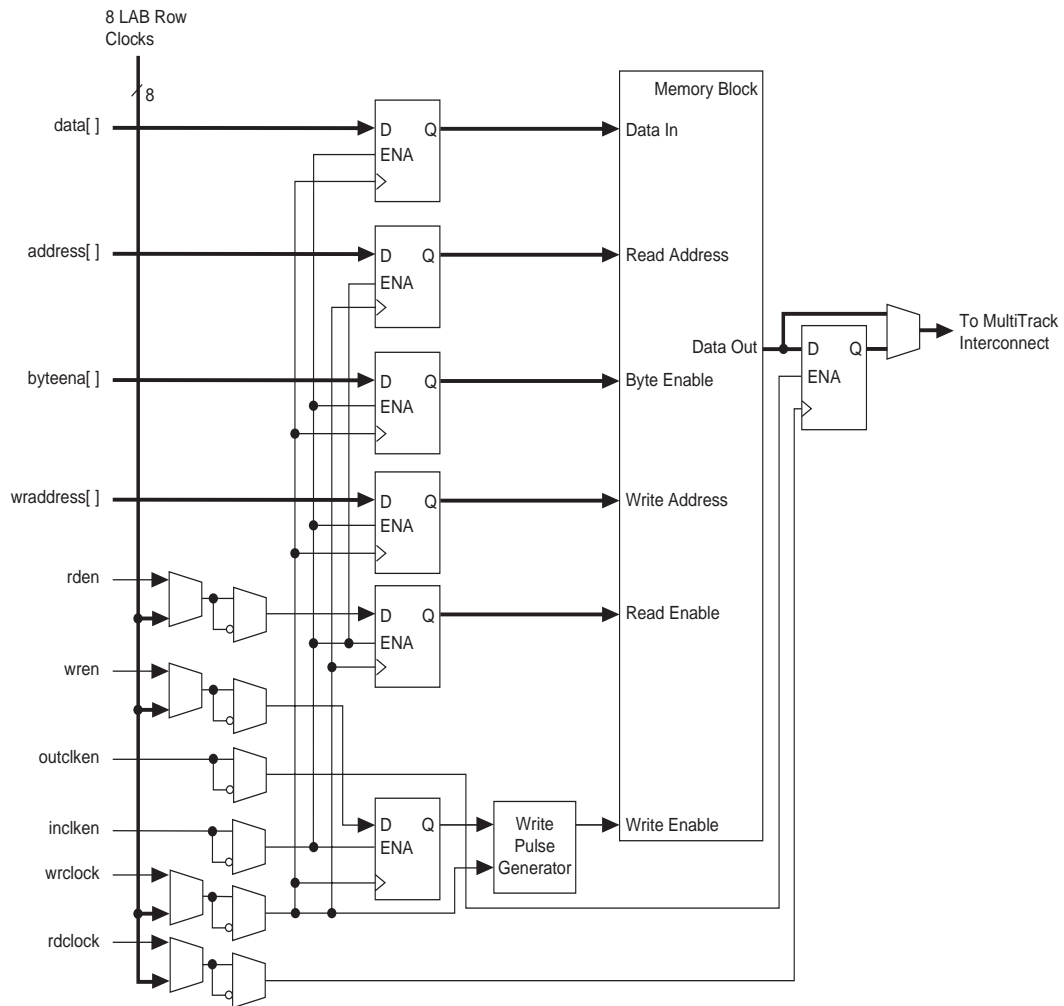 8 LAB Row
Clocks
8
Memory Block
data[ ]
D Q
ENA
Data In
address[ ]
D Q
ENA
Read Address
To MultiTrack
Interconnect
Data Out
D Q
ENA
byteena[ ]
D Q
ENA
Byte Enable
wraddress[ ]
D Q
ENA
Write Address
rden
D Q
ENA
Read Enable
wren
outclken
inclken
D Q
ENA
Write
Pulse
Generator
Write Enable
wrclock
rdclock